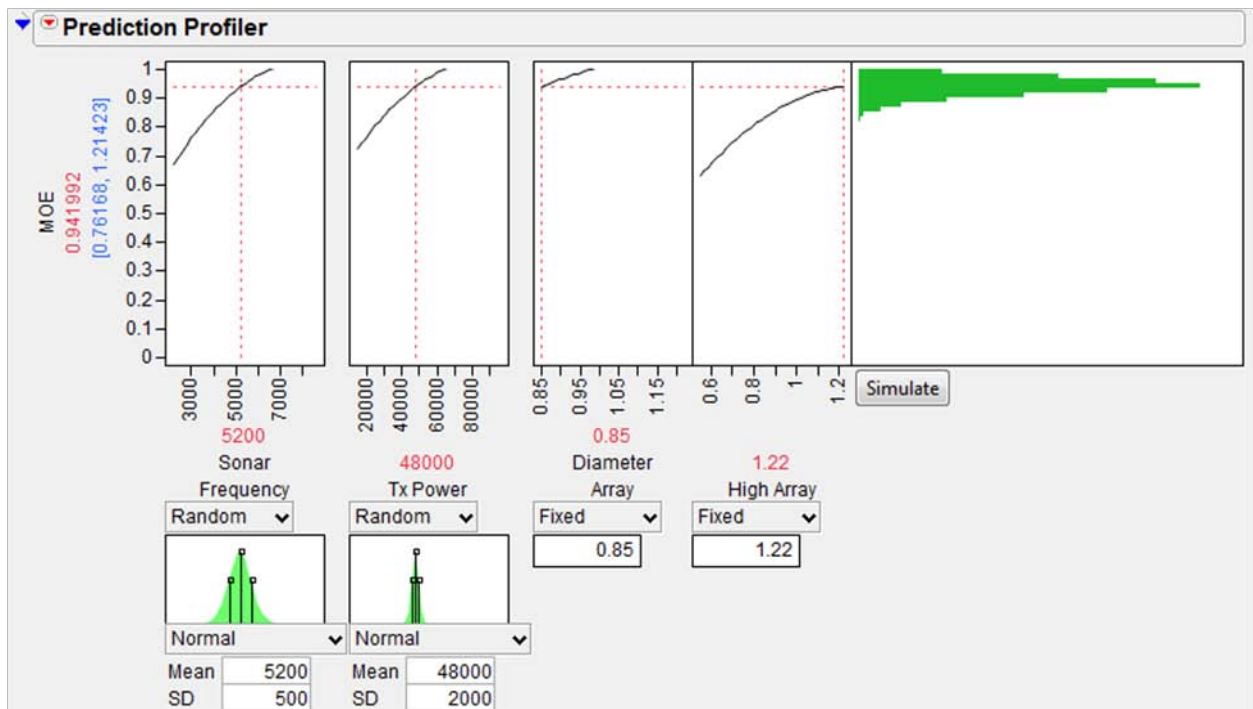 Prediction Profiler
MOE
0.941992
[0.76168, 1.21423]
1
0.9
0.8
0.7
0.6
0.5
0.4
0.3
0.2
0.1
0
3000
5000
7000
20000
40000
60000
80000
0.85
0.95
1.05
1.15
0.6
0.8
1
1.2
Simulate
5200
Sonar
Frequency
48000
Tx Power
0.85
Diameter
Array
1.22
High Array
Random Random Fixed Fixed
0.85 1.22
Normal Normal
Mean 5200 Mean 48000
SD 500 SD 2000